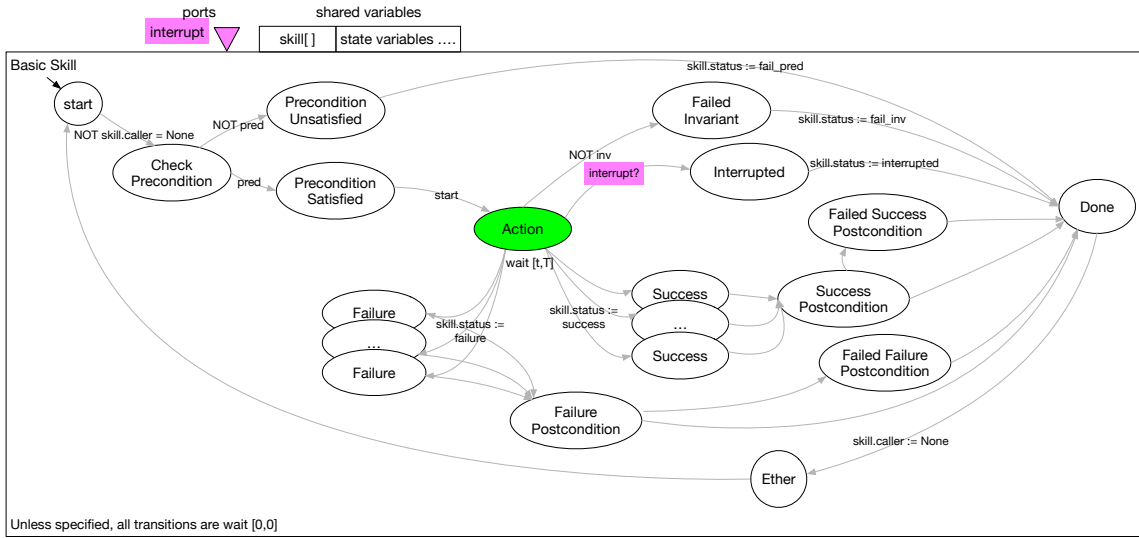 ports
shared variables
interrupt
skill[ ]
state variables ….
Basic Skill
skill.status := fail_pred
start
Precondition
Unsatisfied
Failed
Invariant
skill.status := fail_inv
NOT pred
NOT skill.caller = None
NOT inv
skill.status := interrupted
Check
Precondition
pred
interrupt?
Interrupted
Precondition
Satisfied
start
Done
Failed Success
Postcondition
Action
wait [t,T]
Success
Success
Postcondition
skill.status :=
success
...
Success
Failure
skill.status :=
failure
...
Failure
Failed Failure
Postcondition
Failure
Postcondition
skill.caller := None
Ether
Unless specified, all transitions are wait [0,0]